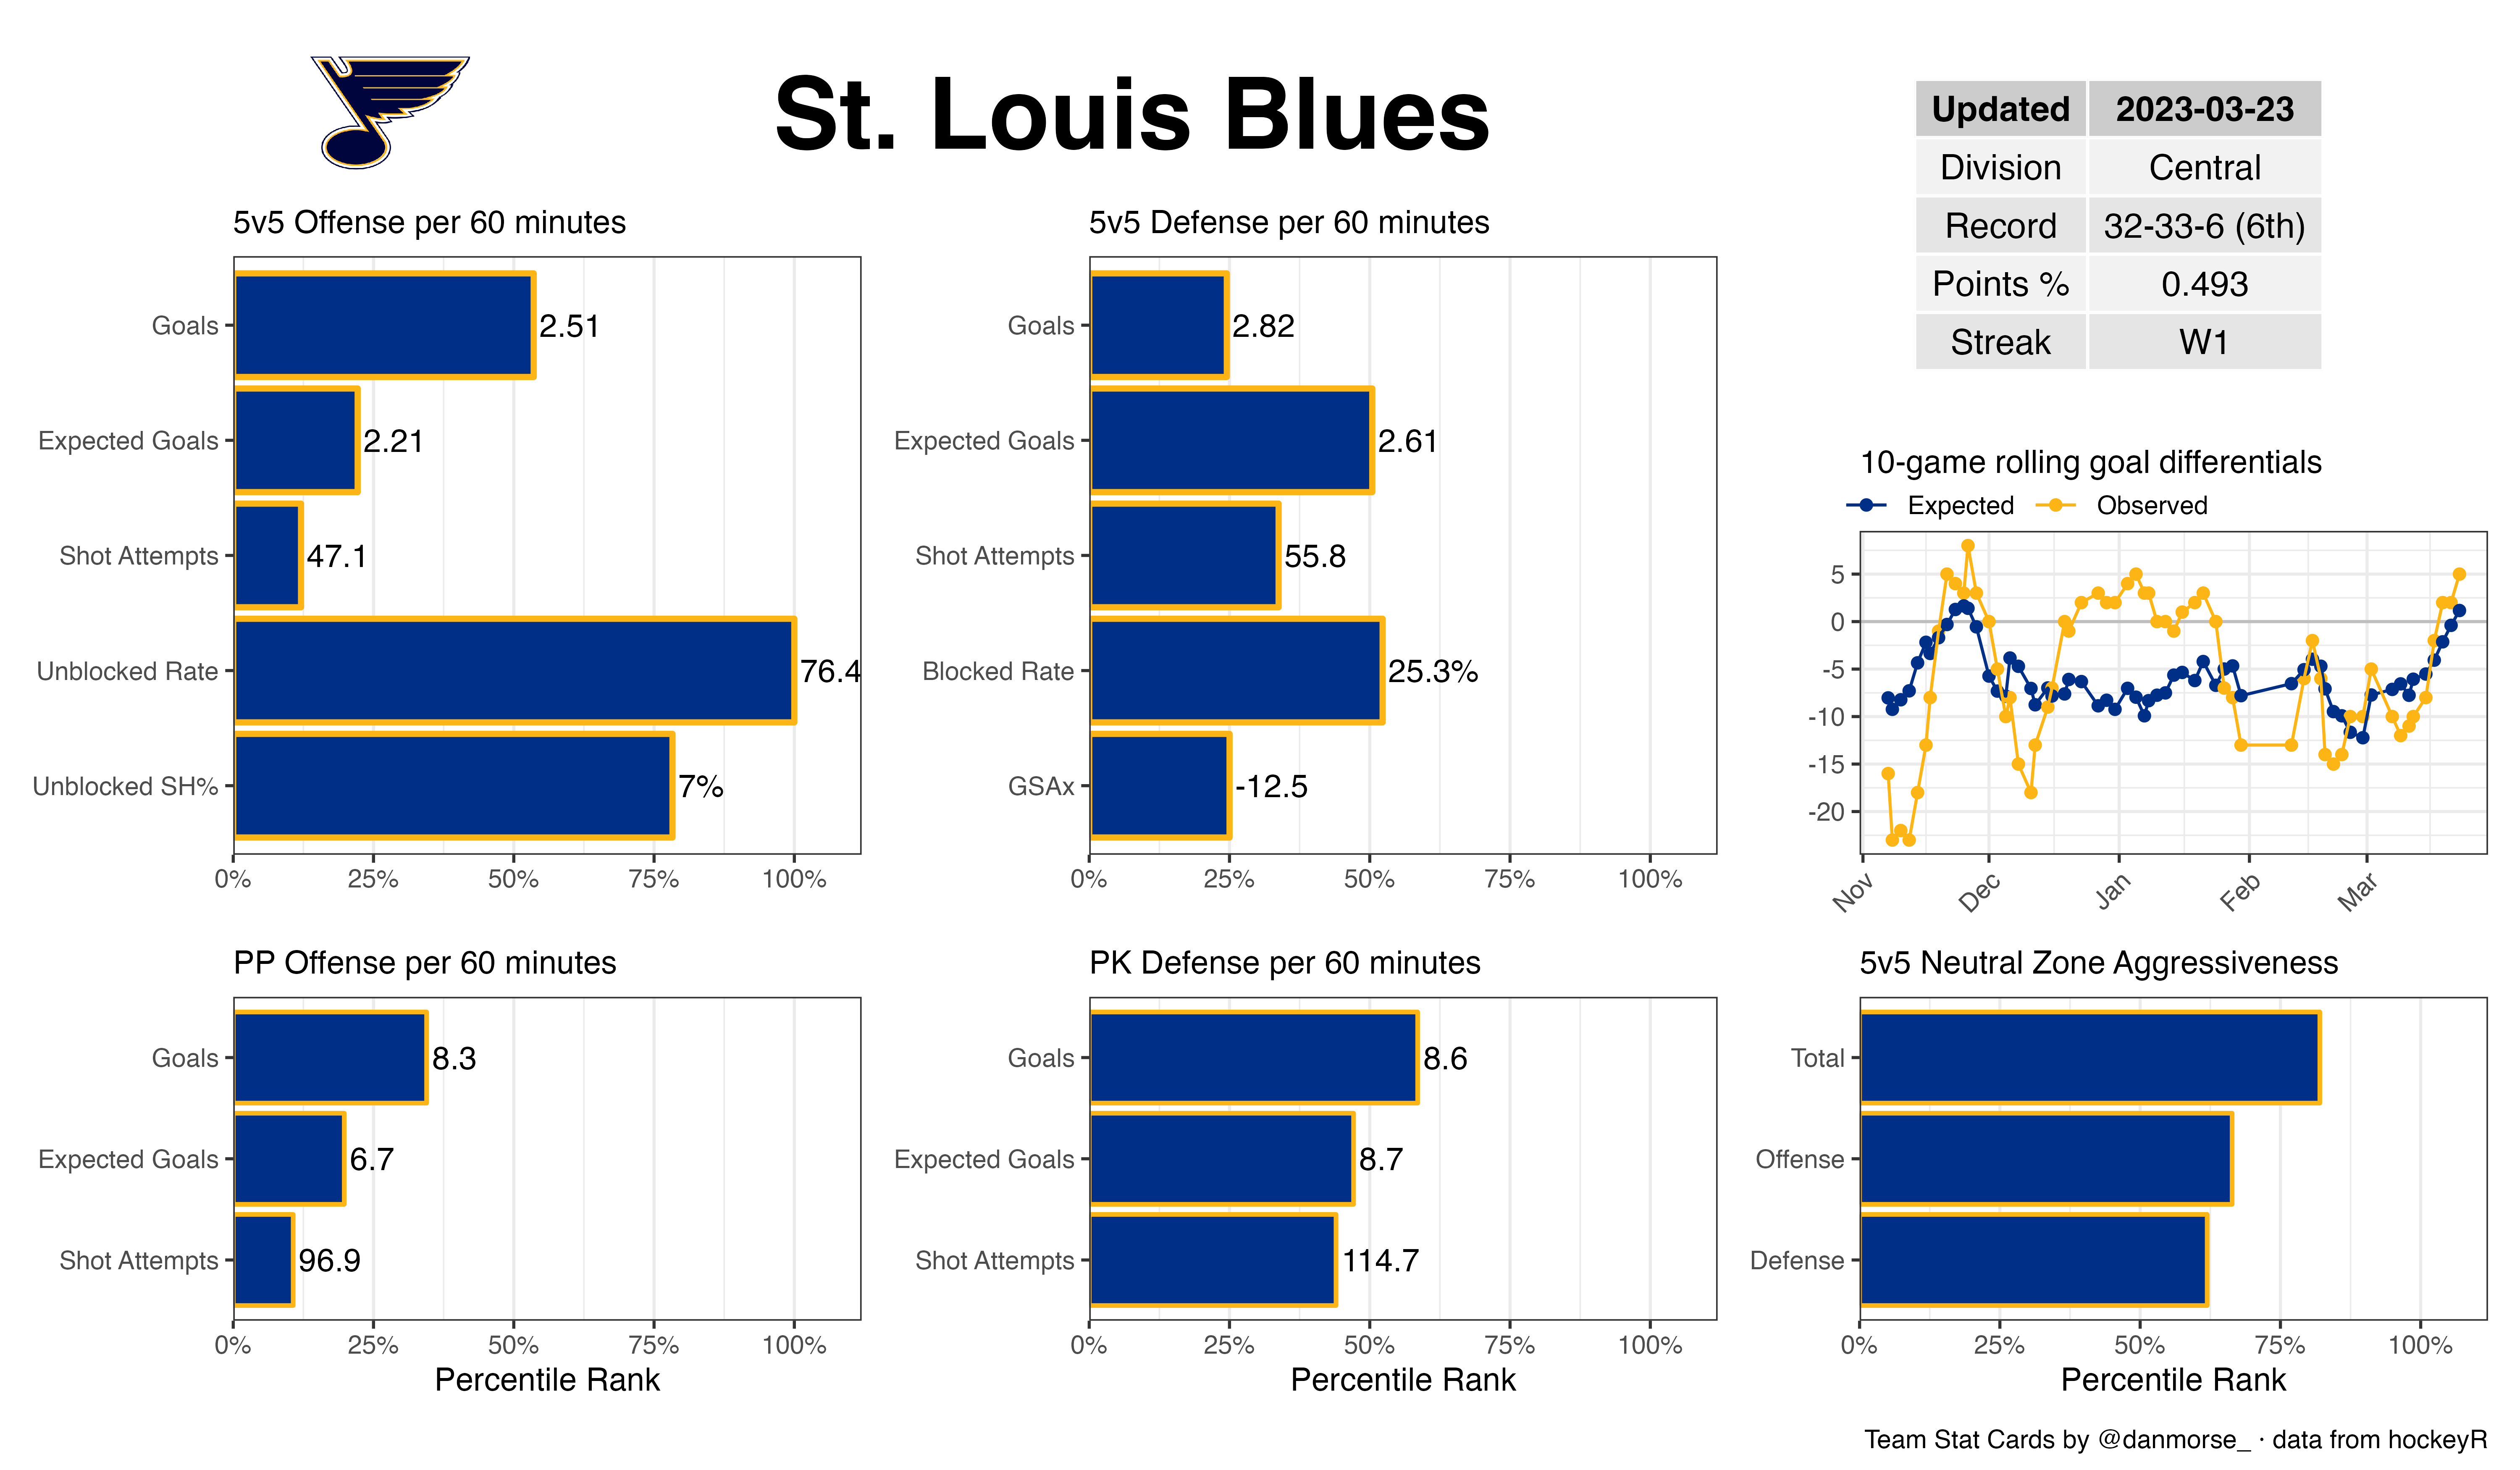 St. Louis Blues
Updated 2023-03-23
Division Central
Record 32-33-6 (6th)
Points % 0.493
Streak W1
5v5 Offense per 60 minutes
Goals 2.51
Expected Goals 2.21
Shot Attempts 47.1
Unblocked Rate 76.4
Unblocked SH% 7%
0% 25% 50% 75% 100%
5v5 Defense per 60 minutes
Goals 2.82
Expected Goals 2.61
Shot Attempts 55.8
Blocked Rate 25.3%
GSAx -12.5
0% 25% 50% 75% 100%
10-game rolling goal differentials
Expected Observed
5
0
-5
-10
-15
-20
Nov Dec Jan Feb Mar
PP Offense per 60 minutes
Goals 8.3
Expected Goals 6.7
Shot Attempts 96.9
0% 25% 50% 75% 100%
Percentile Rank
PK Defense per 60 minutes
Goals 8.6
Expected Goals 8.7
Shot Attempts 114.7
0% 25% 50% 75% 100%
Percentile Rank
5v5 Neutral Zone Aggressiveness
Total
Offense
Defense
0% 25% 50% 75% 100%
Percentile Rank
Team Stat Cards by @danmorse_ · data from hockeyR